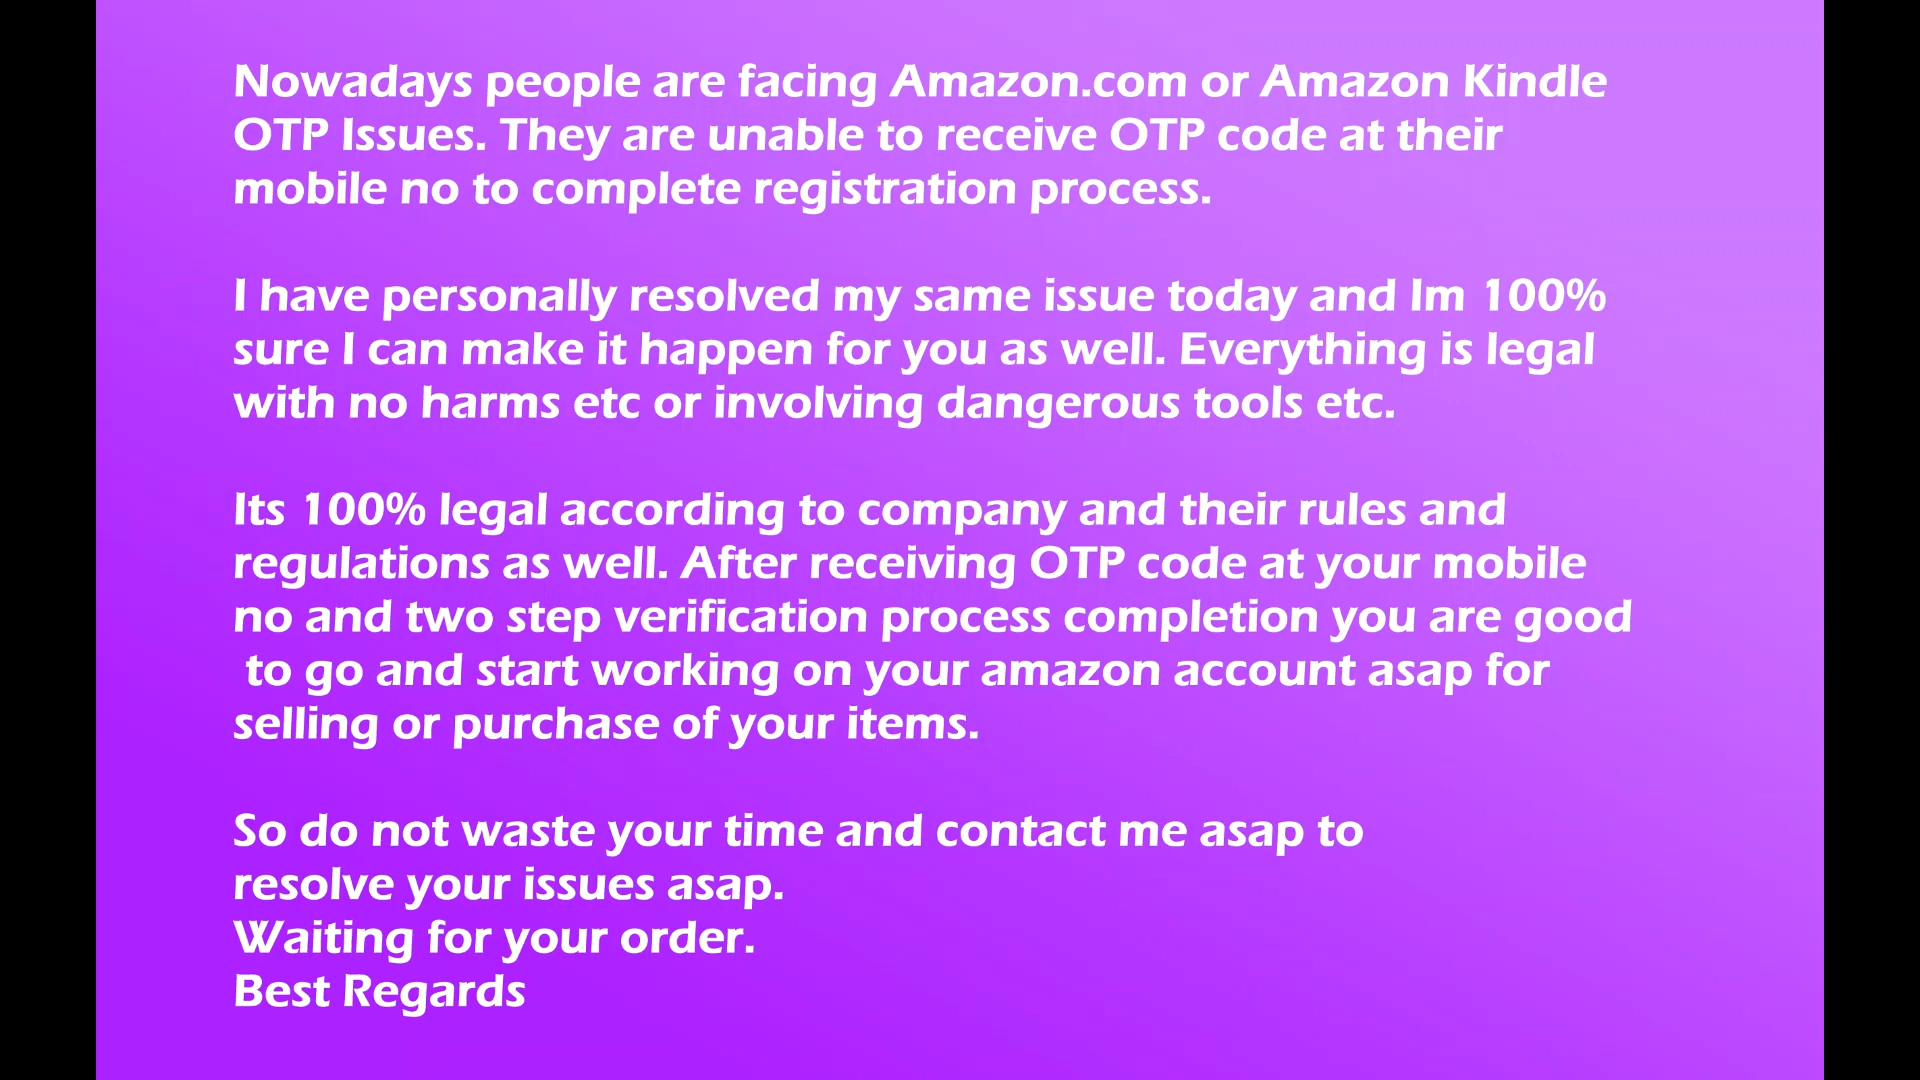 Nowadays people are facing Amazon.com or Amazon Kindle
OTP Issues. They are unable to receive OTP code at their
mobile no to complete registration process.
I have personally resolved my same issue today and Im 100%
sure I can make it happen for you as well. Everything is legal
with no harms etc or involving dangerous tools etc.
Its 100% legal according to company and their rules and
regulations as well. After receiving OTP code at your mobile
no and two step verification process completion you are good
to go and start working on your amazon account asap for
selling or purchase of your items.
So do not waste your time and contact me asap to
resolve your issues asap.
Waiting for your order.
Best Regards